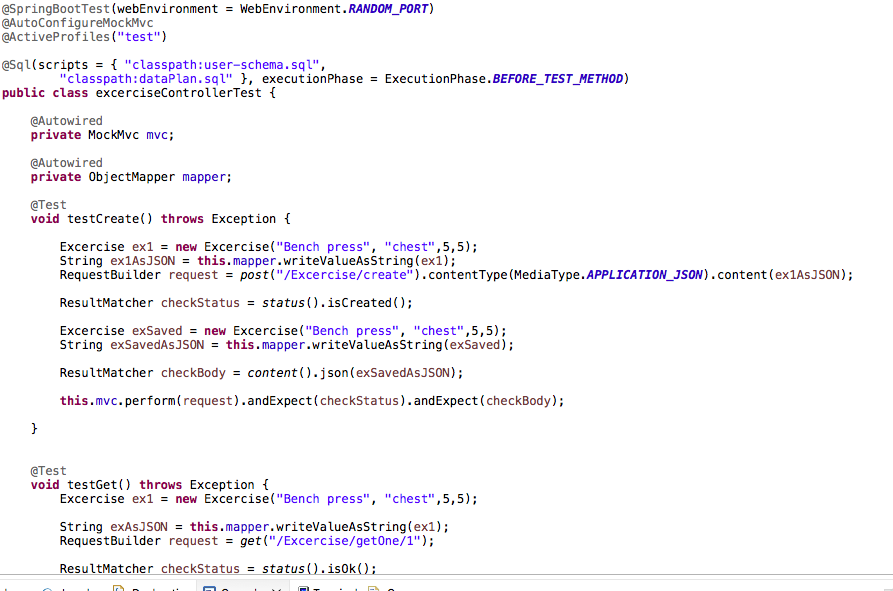 @SpringBootTest(webEnvironment = WebEnvironment.RANDOM_PORT)
@AutoConfigureMockMvc
@ActiveProfiles("test")
@Sql(scripts = { "classpath:user-schema.sql",
"classpath:dataPlan.sql" }, executionPhase = ExecutionPhase.BEFORE_TEST_METHOD)
public class excerciseControllerTest {
@Autowired
private MockMvc mvc;
@Autowired
private ObjectMapper mapper;
@Test
void testCreate() throws Exception {
Excercise ex1 = new Excercise("Bench press", "chest",5,5);
String ex1AsJSON = this.mapper.writeValueAsString(ex1);
RequestBuilder request = post("/Excercise/create").contentType(MediaType.APPLICATION_JSON).content(ex1AsJSON);
ResultMatcher checkStatus = status().isCreated();
Excercise exSaved = new Excercise("Bench press", "chest",5,5);
String exSavedAsJSON = this.mapper.writeValueAsString(exSaved);
ResultMatcher checkBody = content().json(exSavedAsJSON);
this.mvc.perform(request).andExpect(checkStatus).andExpect(checkBody);
}
@Test
void testGet() throws Exception {
Excercise ex1 = new Excercise("Bench press", "chest",5,5);
String exAsJSON = this.mapper.writeValueAsString(ex1);
RequestBuilder request = get("/Excercise/getOne/1");
ResultMatcher checkStatus = status().isOk();